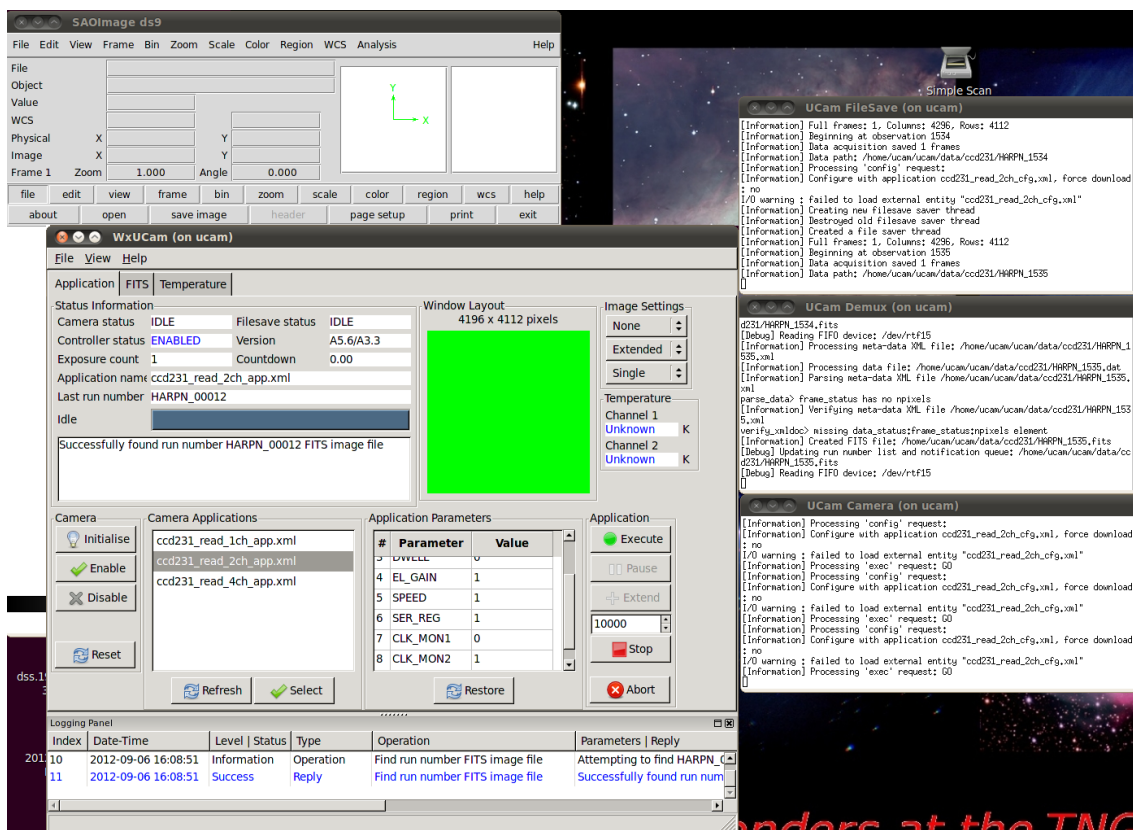 SAOImage ds9
File Edit View Frame Bin Zoom Scale Color Region WCS Analysis Help
File
Object
Value
WCS
Physical X Y
Image X Y
Frame 1 Zoom 1.000 Angle 0.000
Y
X
file edit view frame bin zoom scale color region wcs help
about open save image header page setup print exit
Simple Scan
UCam FileSave (on ucam)
[Information] Full frames: 1, Columns: 4296, Rows: 4112
[Information] Beginning at observation 1534
[Information] Data acquisition saved 1 frames
[Information] Data path: /home/ucam/ucam/data/ccd231/HARPN_1534
[Information] Processing 'config' request:
[Information] Configure with application ccd231_read_2ch_cfg.xml, force download
: no
I/O warning : failed to load external entity "ccd231_read_2ch_cfg.xml"
[Information] Creating new filesave saver thread
[Information] Destroyed old filesave saver thread
[Information] Created a file saver thread
[Information] Full frames: 1, Columns: 4296, Rows: 4112
[Information] Beginning at observation 1535
[Information] Data acquisition saved 1 frames
[Information] Data path: /home/ucam/ucam/data/ccd231/HARPN_1535
WxUCam (on ucam)
File View Help
Application FITS Temperature
Status Information
Camera status IDLE Filesave status IDLE
Controller status ENABLED Version A5.6/A3.3
Exposure count 1 Countdown 0.00
Application name ccd231_read_2ch_app.xml
Last run number HARPN_00012
Idle
Successfully found run number HARPN_00012 FITS image file
Window Layout
4196 x 4112 pixels
Image Settings
None
Extended
Single
Temperature
Channel 1
Unknown K
Channel 2
Unknown K
UCam Demux (on ucam)
d231/HARPN_1534.fits
[Debug] Reading FIFO device: /dev/rtf15
[Information] Processing meta-data XML file: /home/ucam/ucam/data/ccd231/HARPN_1
535.xml
[Information] Processing data file: /home/ucam/ucam/data/ccd231/HARPN_1535.dat
[Information] Parsing meta-data XML file /home/ucam/ucam/data/ccd231/HARPN_1535.
xml
parse_data> frame_status has no npixels
[Information] Verifying meta-data XML file /home/ucam/ucam/data/ccd231/HARPN_153
5.xml
verify_xmldoc> missing data_status:frame_status:npixels element
[Information] Created FITS file: /home/ucam/ucam/data/ccd231/HARPN_1535.fits
[Debug] Updating run number list and notification queue: /home/ucam/ucam/data/cc
d231/HARPN_1535.fits
[Debug] Reading FIFO device: /dev/rtf15
Camera
Initialise
Enable
Disable
Reset
Camera Applications
ccd231_read_1ch_app.xml
ccd231_read_2ch_app.xml
ccd231_read_4ch_app.xml
Refresh Select
Application Parameters
# Parameter Value
3 DWELL 0
4 EL_GAIN 1
5 SPEED 1
6 SER_REG 1
7 CLK_MON1 0
8 CLK_MON2 1
Restore
Application
Execute
Pause
Extend
10000
Stop
Abort
UCam Camera (on ucam)
[Information] Processing 'config' request:
[Information] Configure with application ccd231_read_2ch_cfg.xml, force download
: no
I/O warning : failed to load external entity "ccd231_read_2ch_cfg.xml"
[Information] Processing 'exec' request: GO
[Information] Processing 'config' request:
[Information] Configure with application ccd231_read_2ch_cfg.xml, force download
: no
I/O warning : failed to load external entity "ccd231_read_2ch_cfg.xml"
[Information] Processing 'exec' request: GO
[Information] Processing 'config' request:
[Information] Configure with application ccd231_read_2ch_cfg.xml, force download
: no
I/O warning : failed to load external entity "ccd231_read_2ch_cfg.xml"
[Information] Processing 'exec' request: GO
dss.19
201
Logging Panel
Index Date-Time Level | Status Type Operation Parameters | Reply
10 2012-09-06 16:08:51 Information Operation Find run number FITS image file Attempting to find HARPN_0
11 2012-09-06 16:08:51 Success Reply Find run number FITS image file Successfully found run num
at the TNG